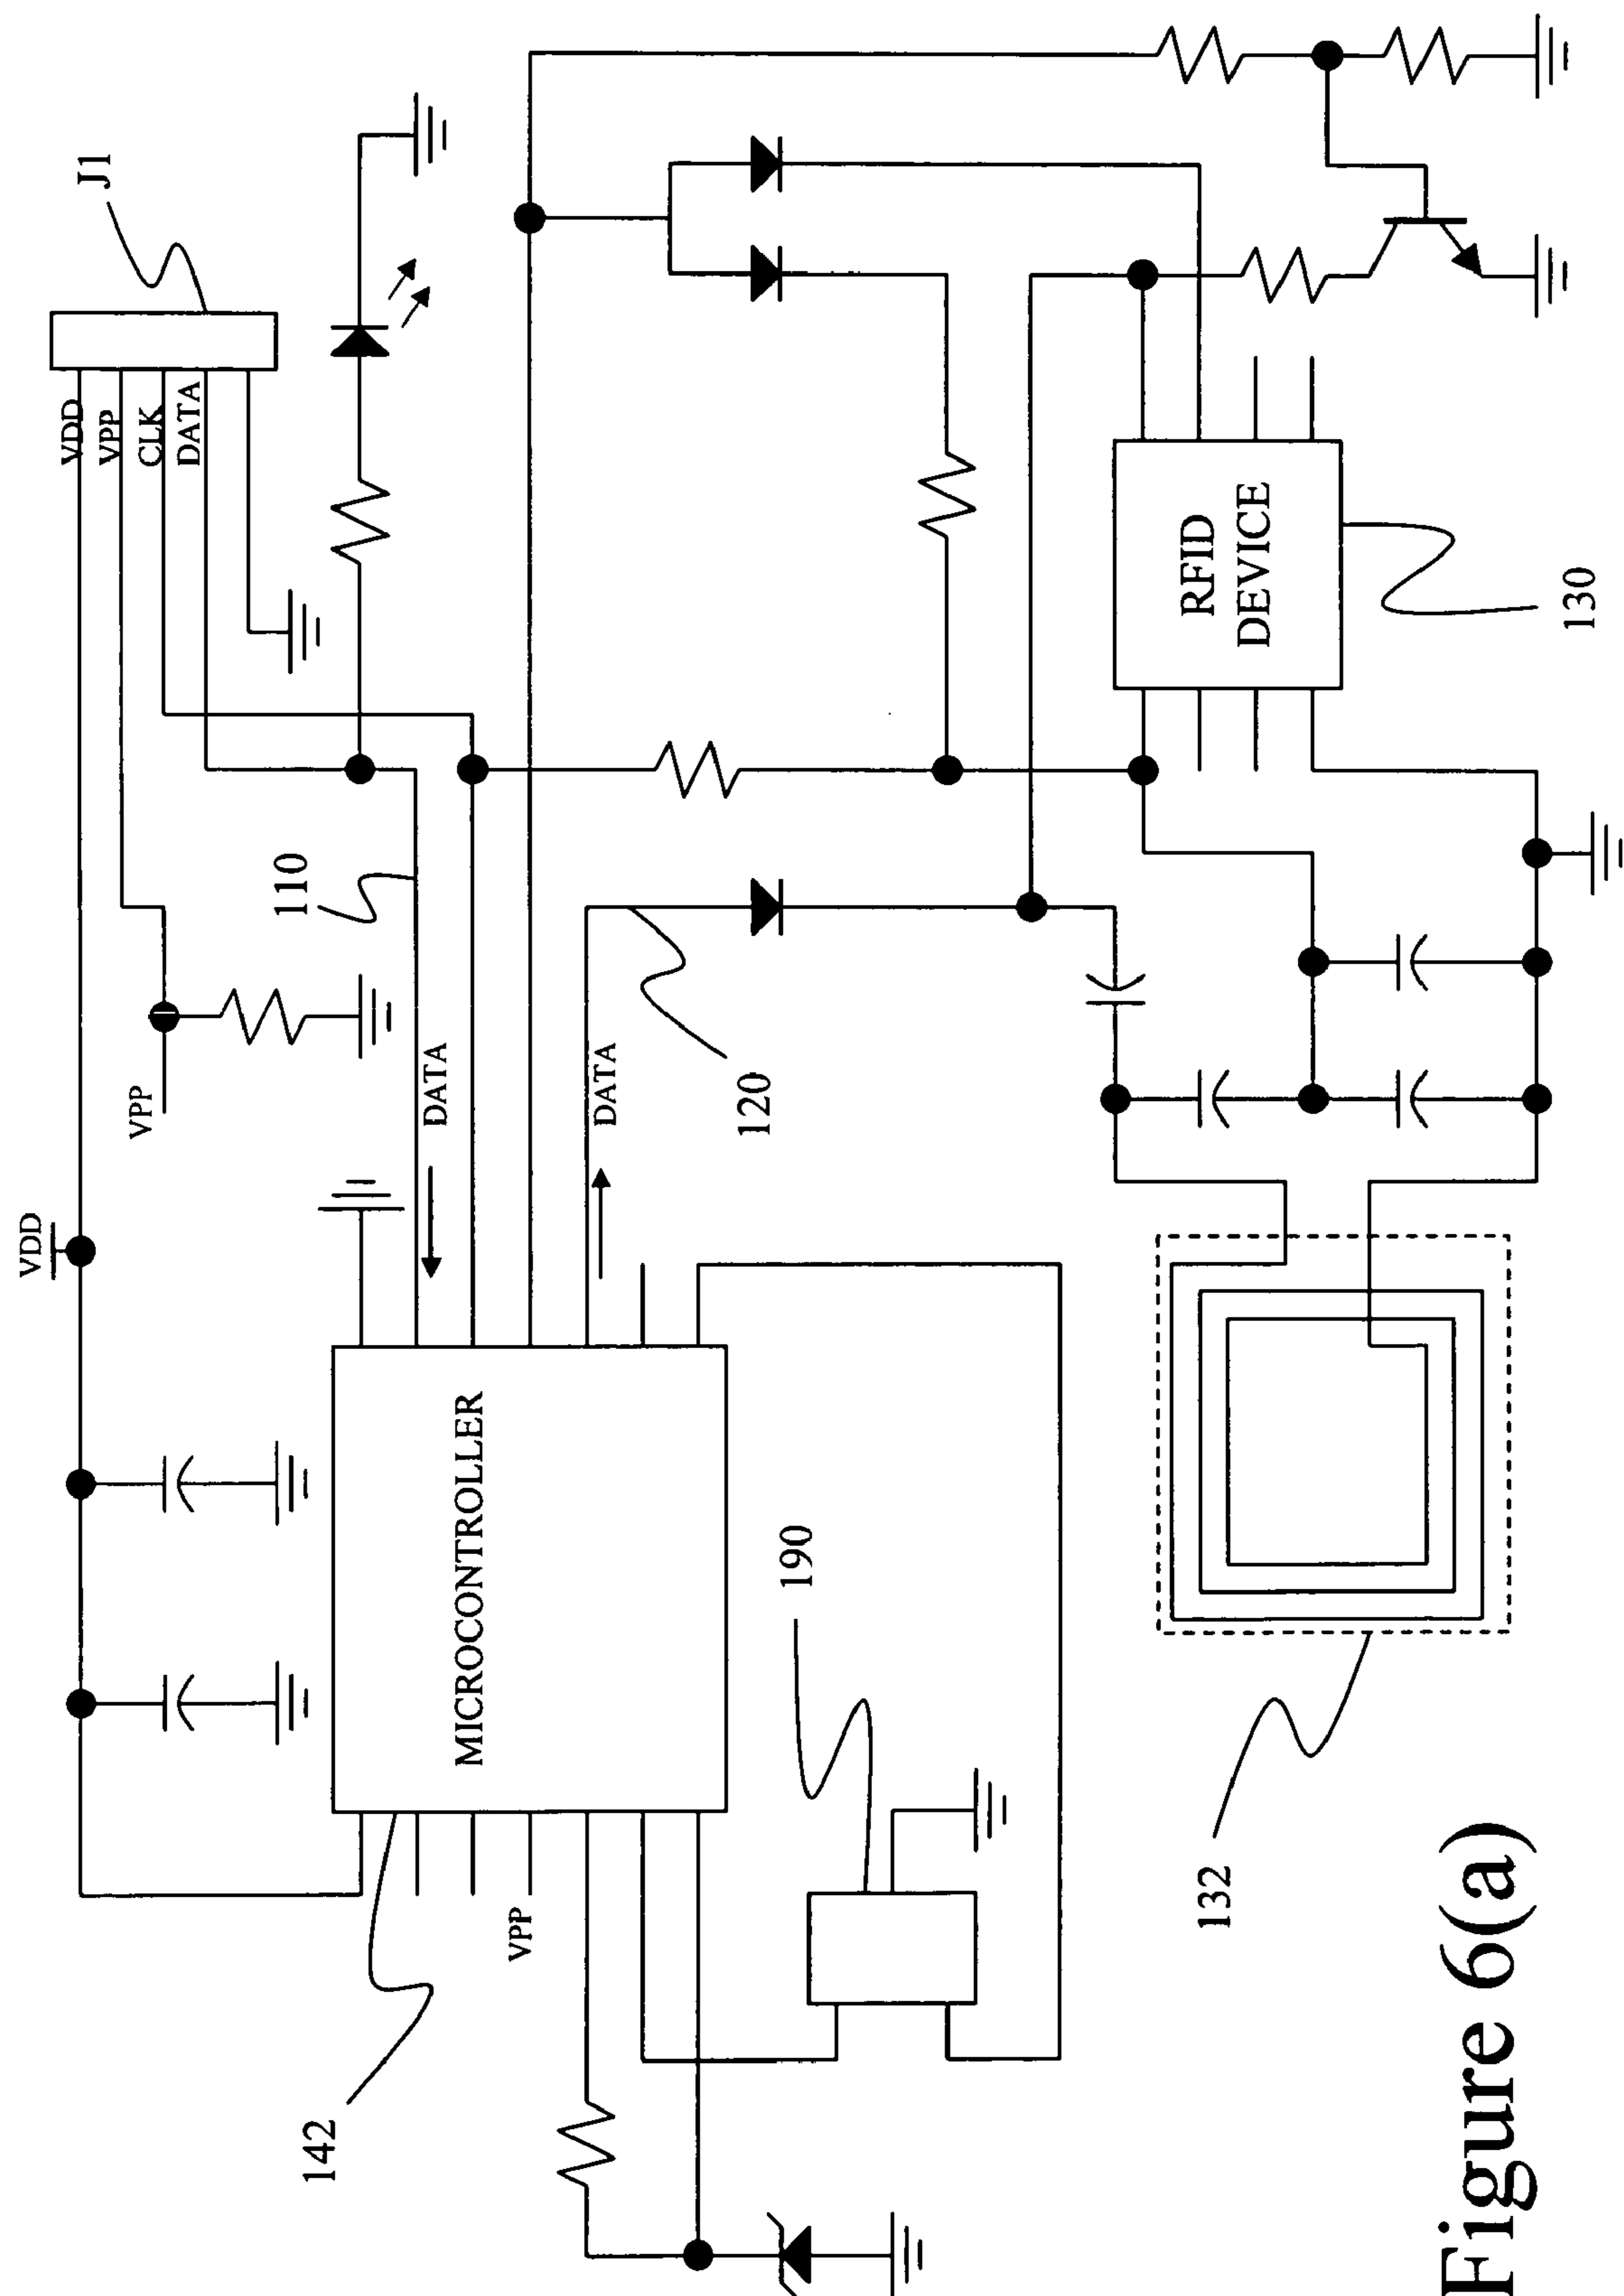 J1
VDD
VPP
CLK
DATA
110
VPP
VDD
DATA
DATA
120
MICROCONTROLLER
VPP
142
190
RFID
DEVICE
130
132
Figure 6(a)